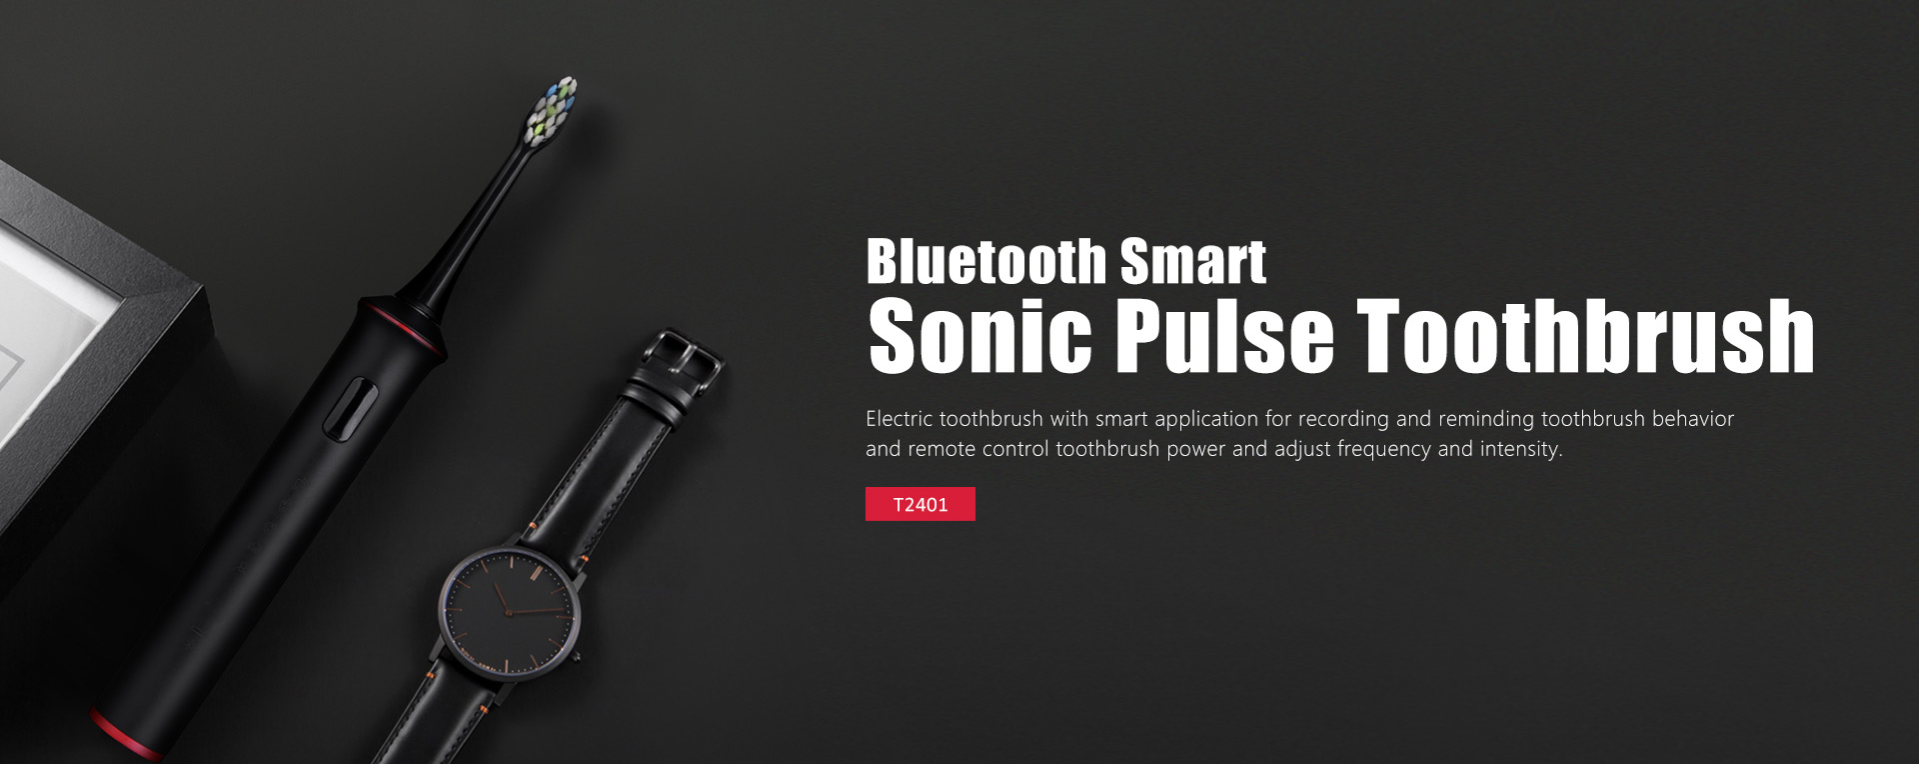 Bluetooth Smart
Sonic Pulse Toothbrush
Electric toothbrush with smart application for recording and reminding toothbrush behavior
and remote control toothbrush power and adjust frequency and intensity.
T2401